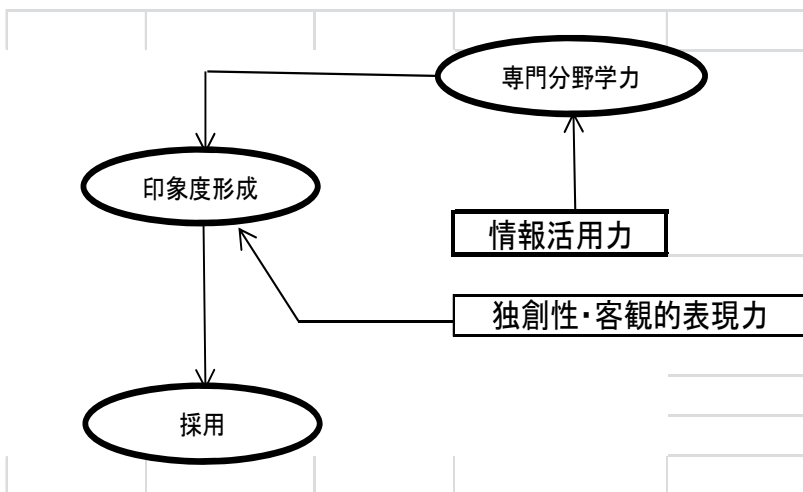 専門分野学力
印象度形成
情報活用力
独創性・客観的表現力
採用